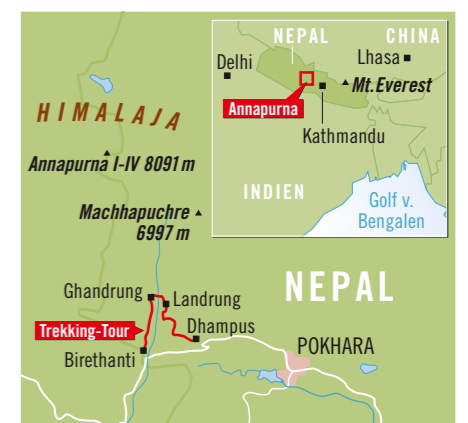 NEPAL
CHINA
Delhi
Lhasa
Mt.Everest
Annapurna
Kathmandu
INDIEN
Golf v.
Bengalen
HIMALAJA
Annapurna I-IV 8091 m
Machhapuchre
6997 m
NEPAL
Ghandrung
Landrung
Trekking-Tour
Dhampus
Birethanti
POKHARA